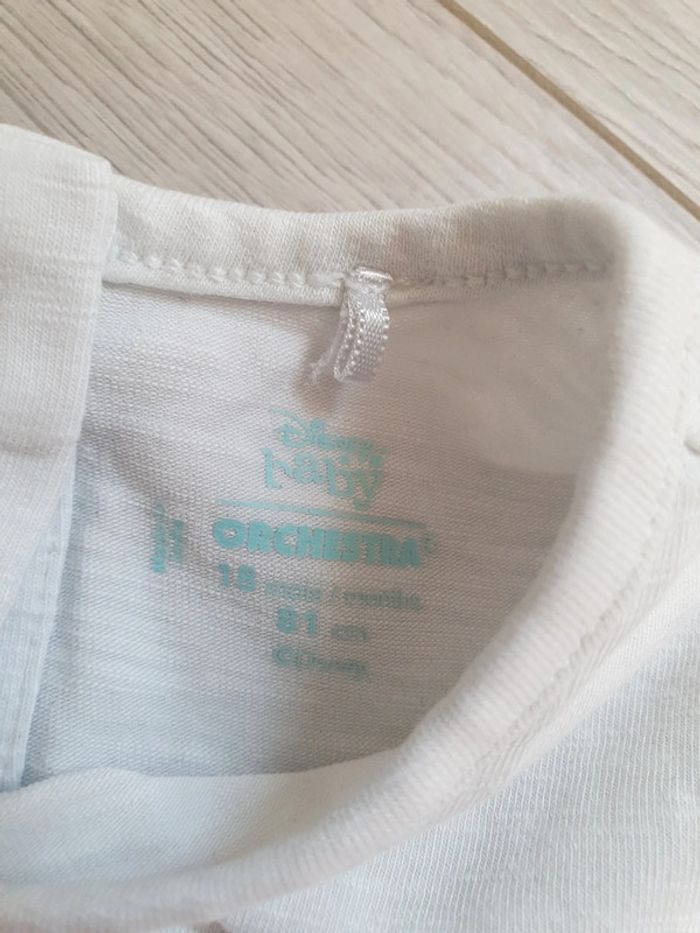 Disney
baby
ORCHESTRA
18 mois / months
81 cm
©Disney